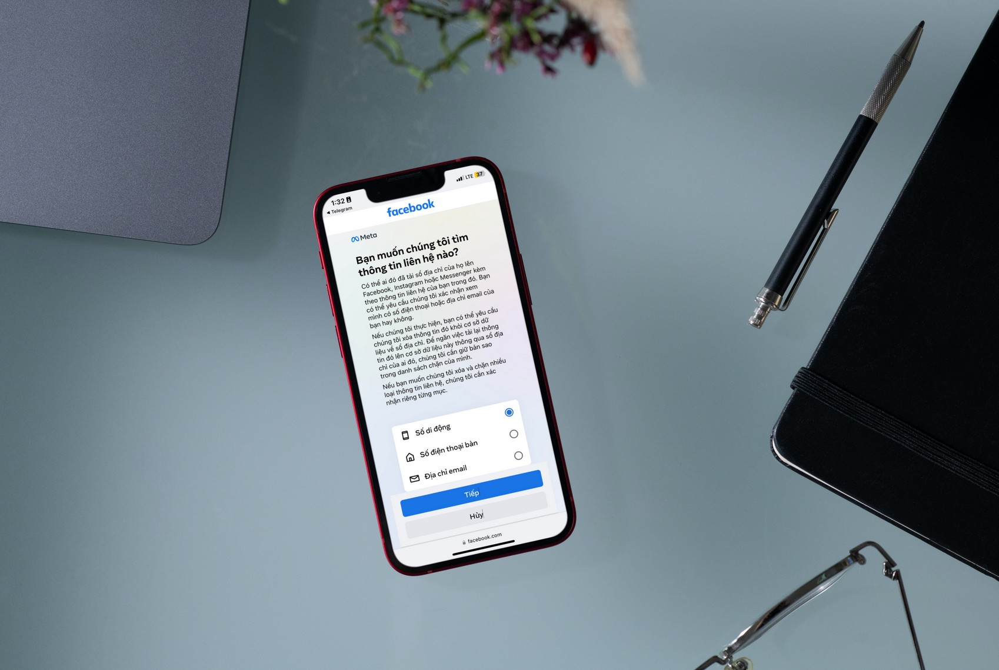 1:32
LTE 37
Telegram
facebook
Meta
Bạn muốn chúng tôi tìm
thông tin liên hệ nào?
Có thể ai đó đã tải sổ địa chỉ của họ lên
Facebook, Instagram hoặc Messenger kèm
theo thông tin liên hệ của bạn trong đó. Bạn
có thể yêu cầu chúng tôi xác nhận xem
mình có số điện thoại hoặc địa chỉ email của
bạn hay không.
Nếu chúng tôi thực hiện, bạn có thể yêu cầu
chúng tôi xóa thông tin đó khỏi cơ sở dữ
liệu về sổ địa chỉ. Để ngăn việc tải lại thông
tin đó lên cơ sở dữ liệu này thông qua sổ địa
chỉ của ai đó, chúng tôi cần giữ bản sao
trong danh sách chặn của mình.
Nếu bạn muốn chúng tôi xóa và chặn nhiều
loại thông tin liên hệ, chúng tôi cần xác
nhận riêng từng mục.
Số di động
Số điện thoại bàn
Địa chỉ email
Tiếp
Hủy
facebook.com